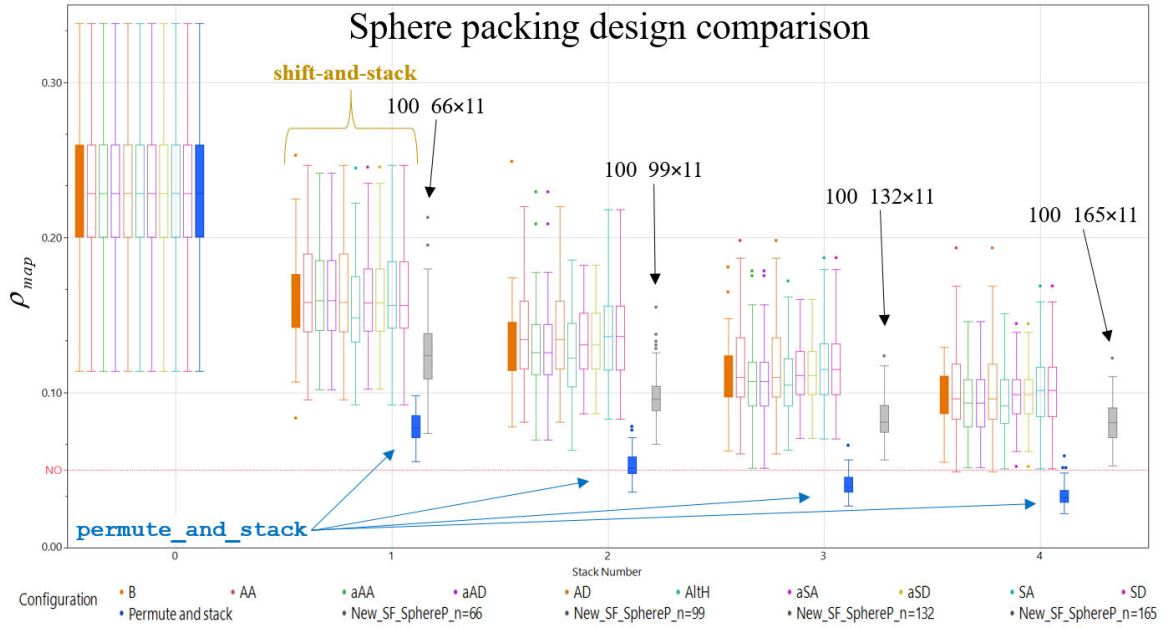 Sphere packing design comparison
0.30
shift-and-stack
100 66×11
100 99×11
100 132×11
100 165×11
0.20
ρmap
0.10
NO
permute_and_stack
0.00
0 1 2 3 4
Stack Number
Configuration
B AA aAA aAD AD AltH aSA aSD SA SD
Permute and stack New_SF_SphereP_n=66 New_SF_SphereP_n=99 New_SF_SphereP_n=132 New_SF_SphereP_n=165